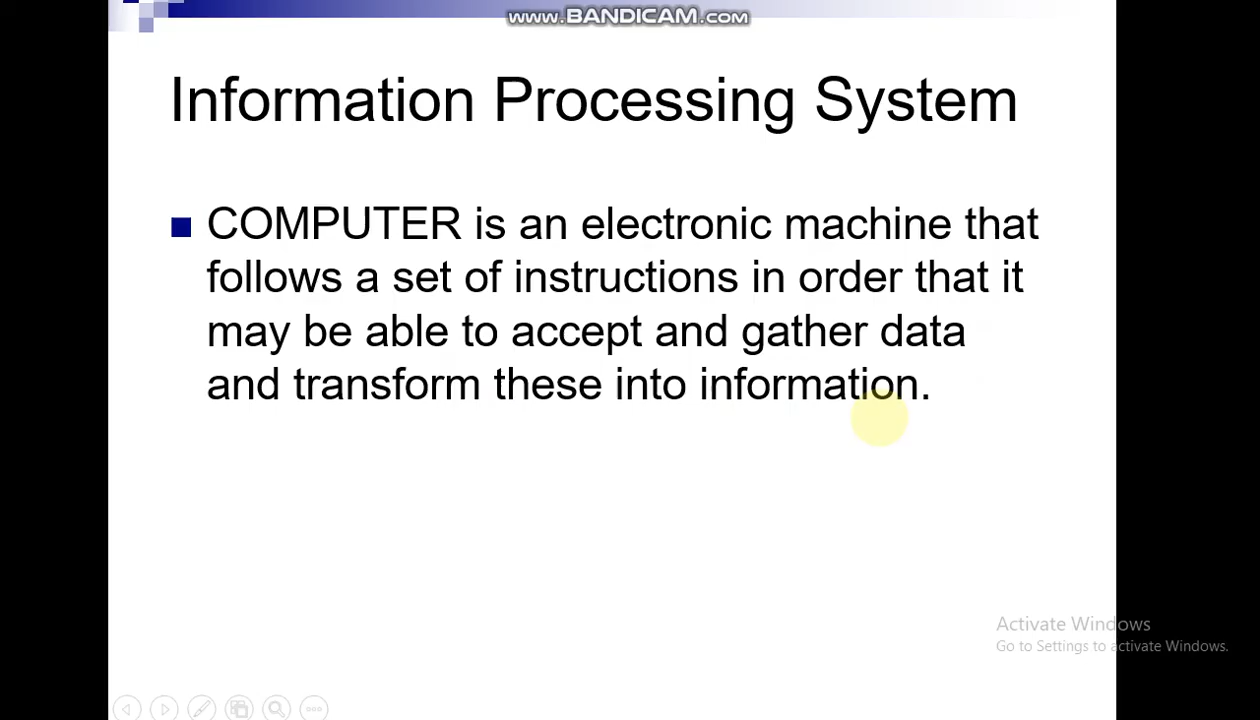 www.BANDICAM.com
Information Processing System
COMPUTER is an electronic machine that
follows a set of instructions in order that it
may be able to accept and gather data
and transform these into information.
Activate Windows
Go to Settings to activate Windows.